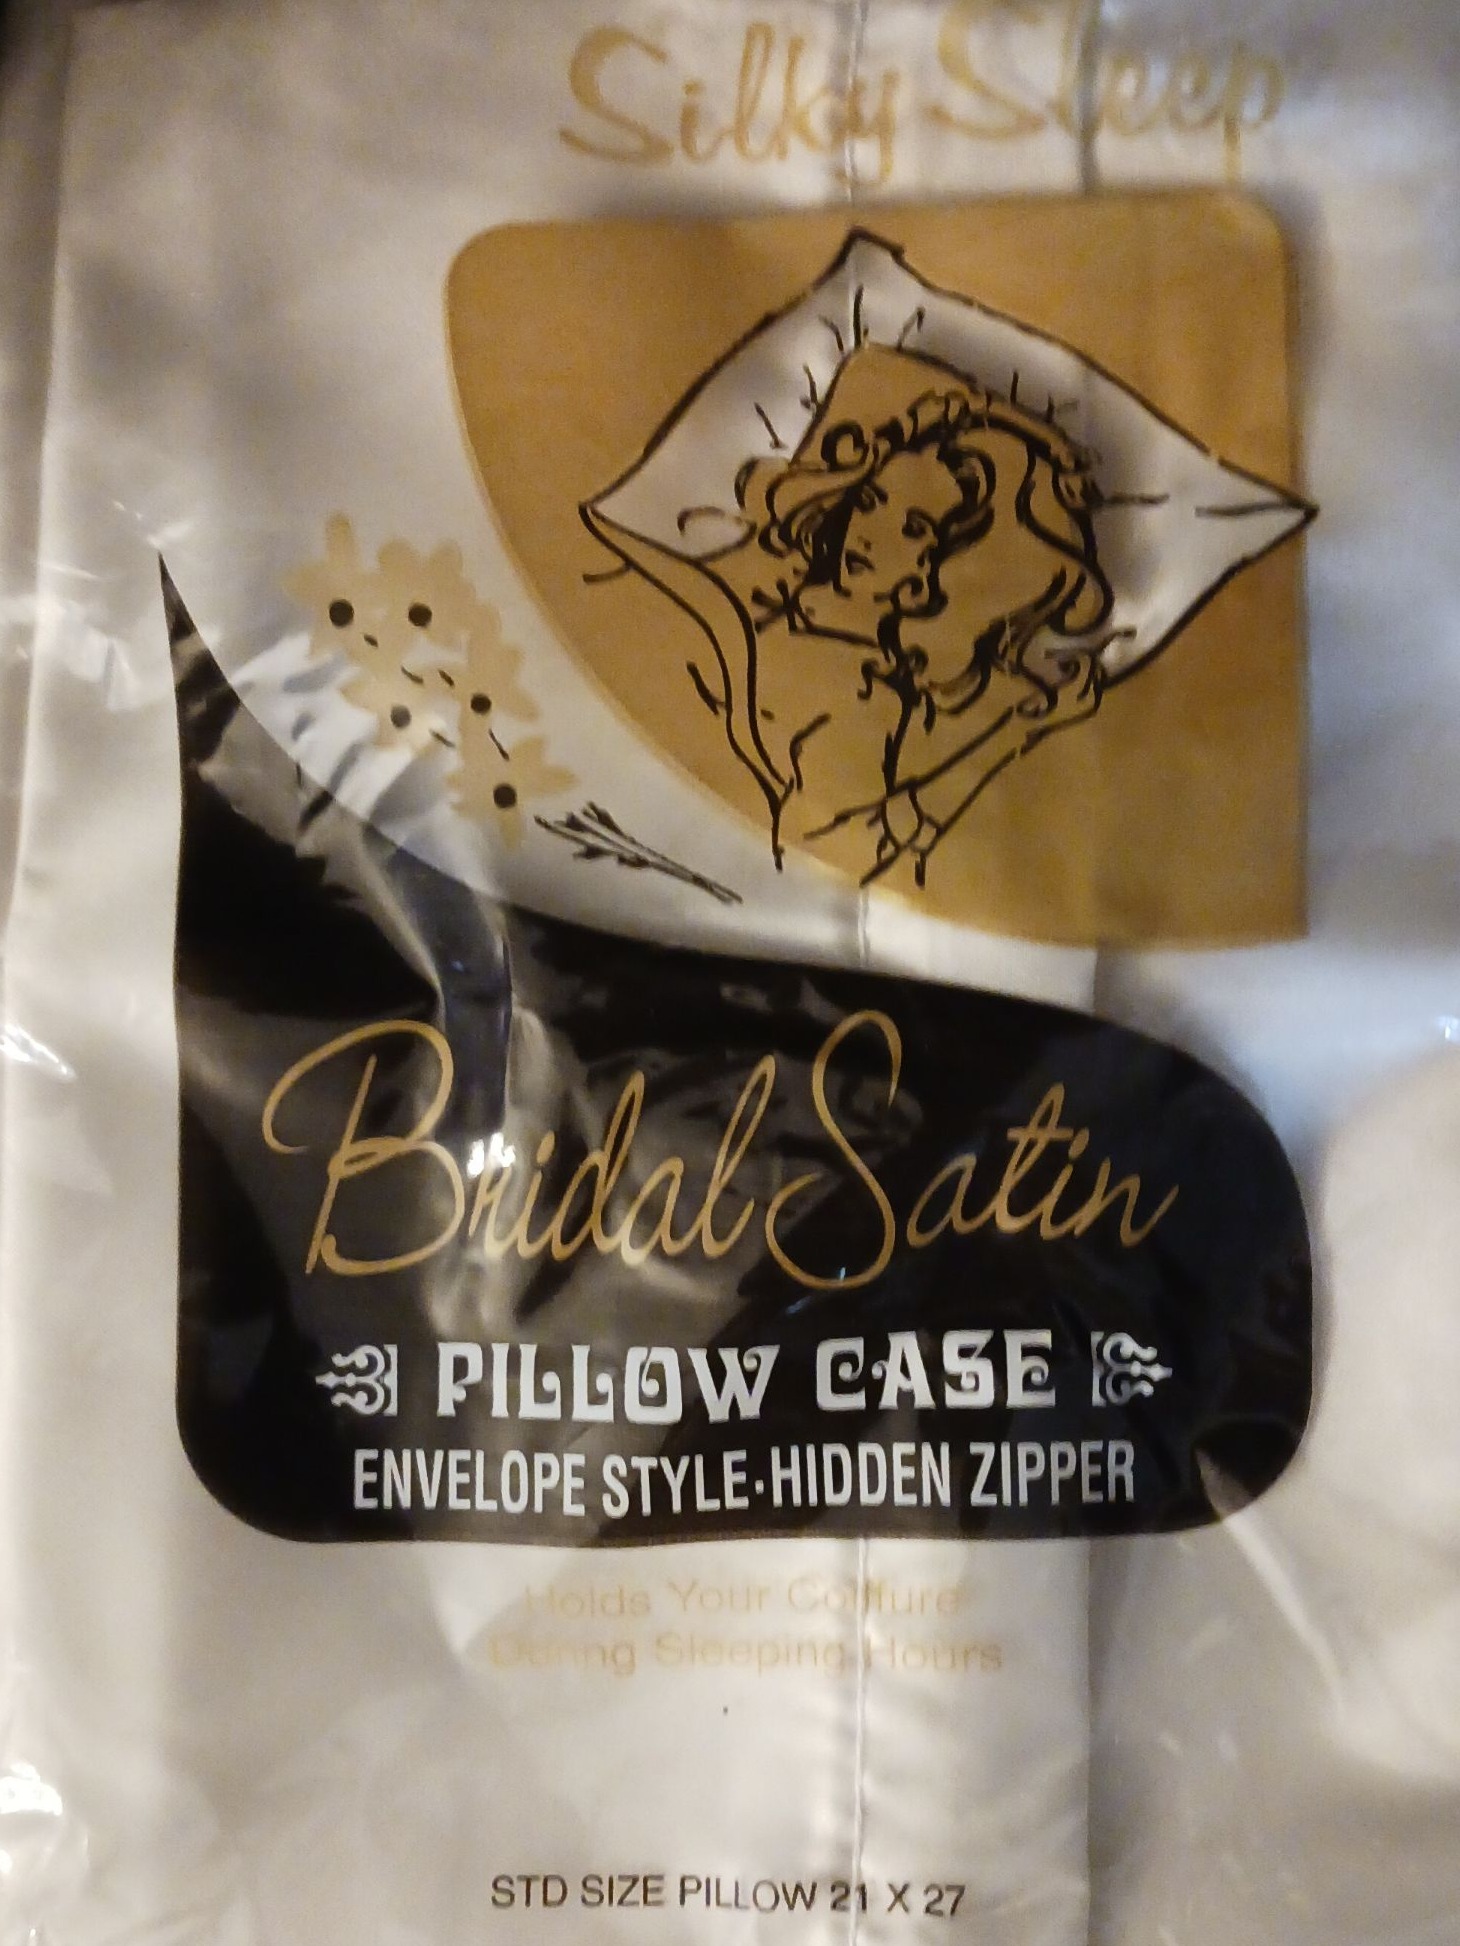 Silky Sleep
Bridal Satin
PILLOW CASE
ENVELOPE STYLE·HIDDEN ZIPPER
Holds Your Coiffure
During Sleeping Hours
STD SIZE PILLOW 21 X 27